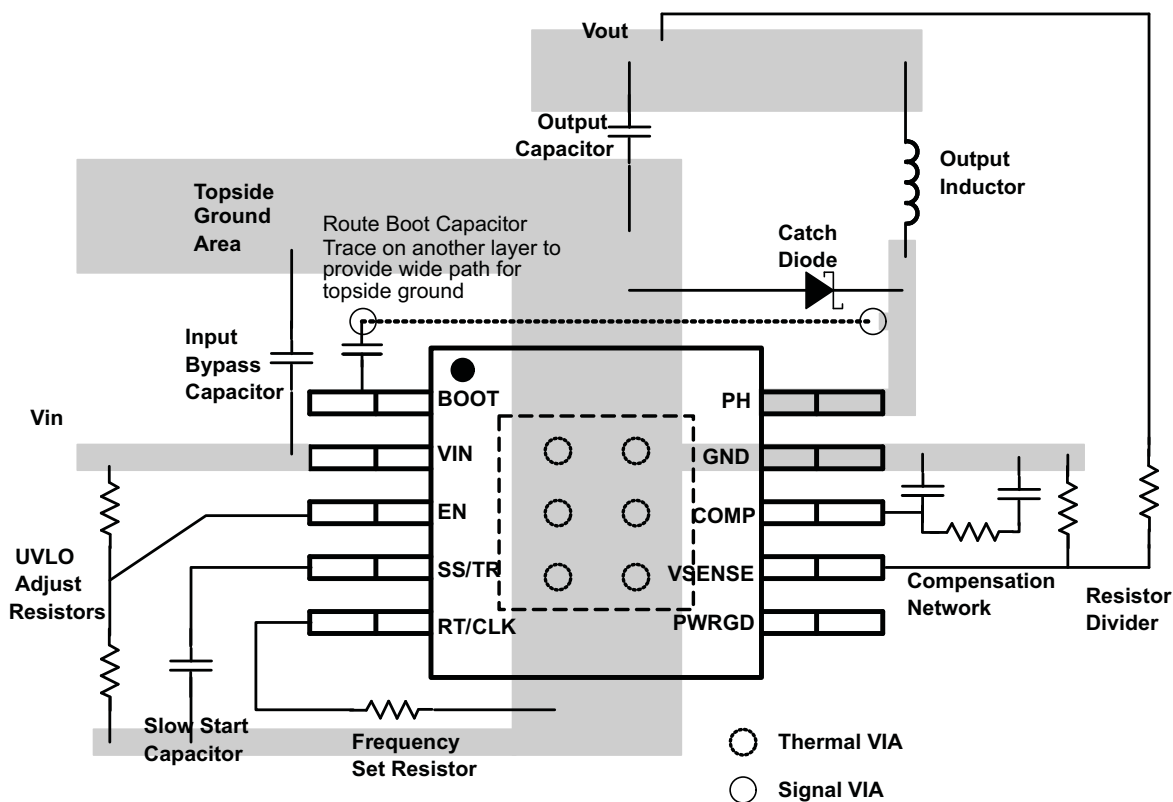 Vout
Output
Capacitor
Output
Inductor
Topside
Ground
Area
Route Boot Capacitor
Trace on another layer to
provide wide path for
topside ground
Catch
Diode
Input
Bypass
Capacitor
Vin
BOOT
VIN
EN
SS/TR
RT/CLK
PH
GND
COMP
VSENSE
PWRGD
UVLO
Adjust
Resistors
Compensation
Network
Resistor
Divider
Slow Start
Capacitor
Frequency
Set Resistor
Thermal VIA
Signal VIA